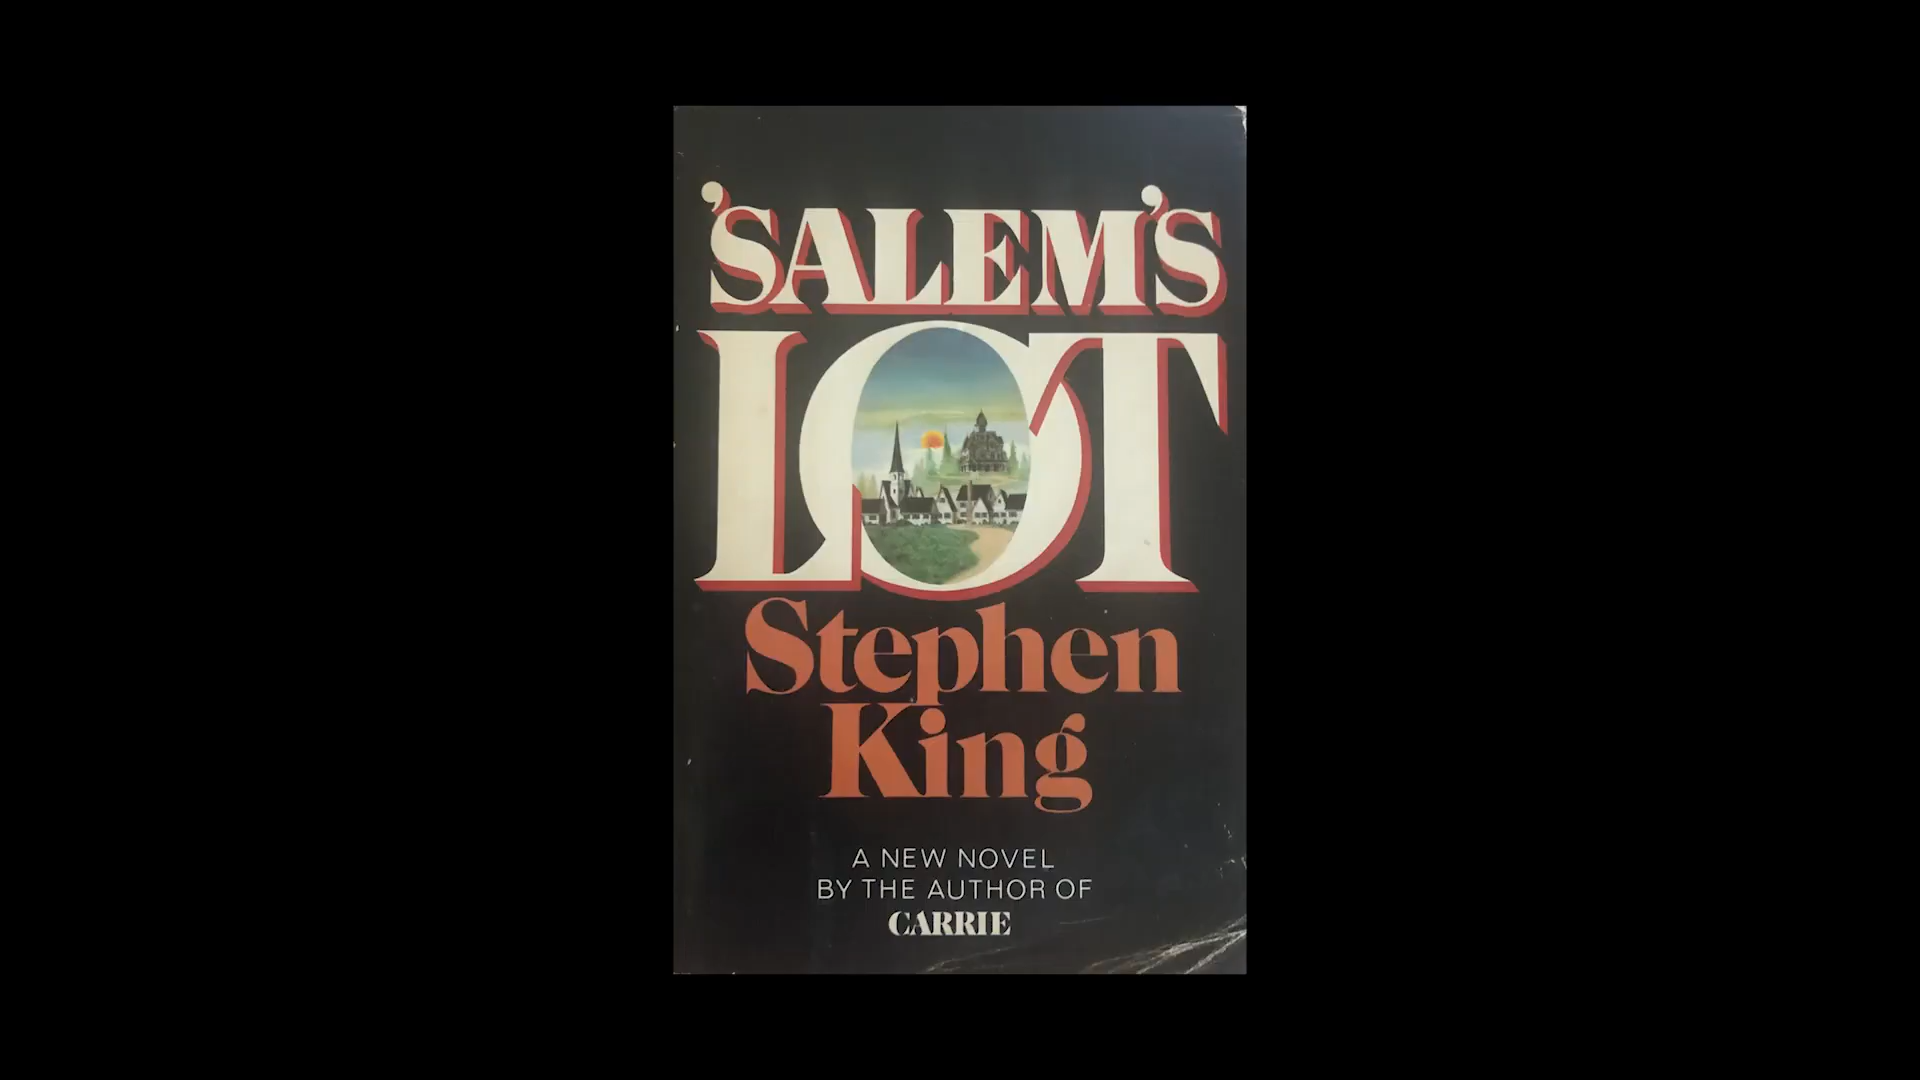 ’SALEM’S
LOT
Stephen
King
A NEW NOVEL
BY THE AUTHOR OF
CARRIE